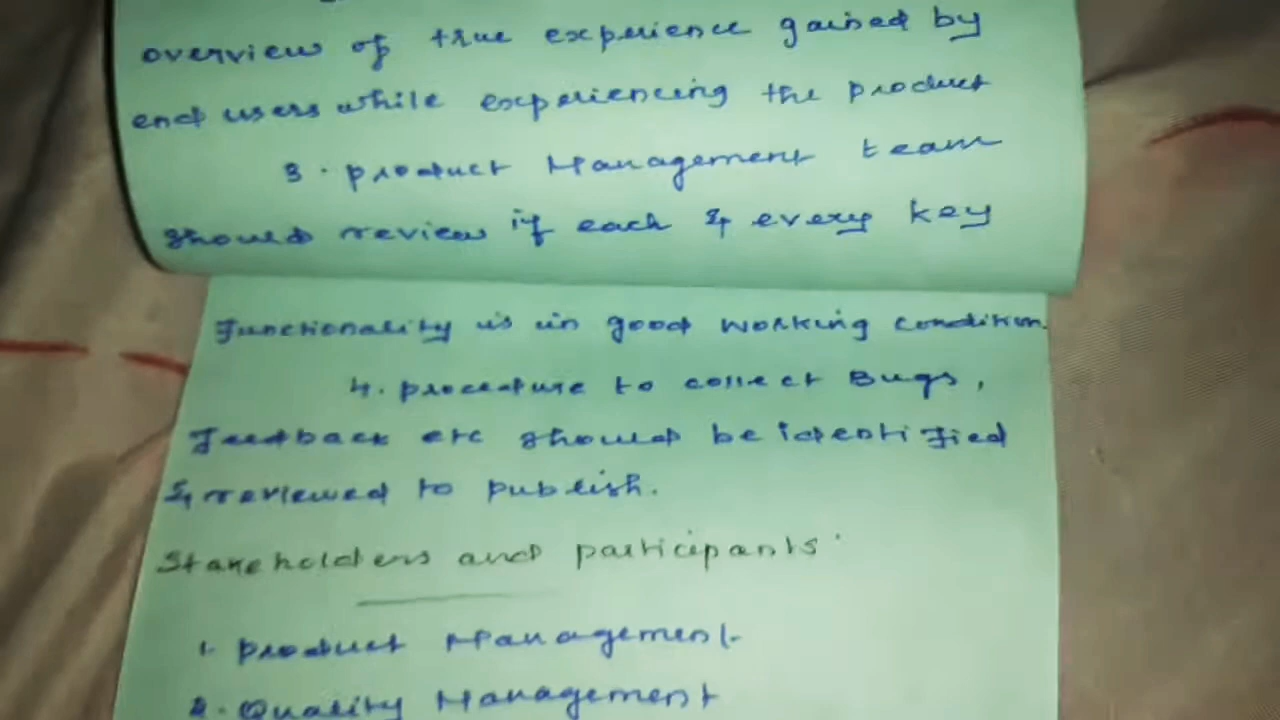 overview of true experience gained by
end users while experiencing the product
3. product Management team
should review if each & every key
Functionality is in good working condition.
4. procedure to collect Bugs,
feedback etc should be identified
& reviewed to publish.
Stakeholders and participants
1. product Management
2. Quality Management